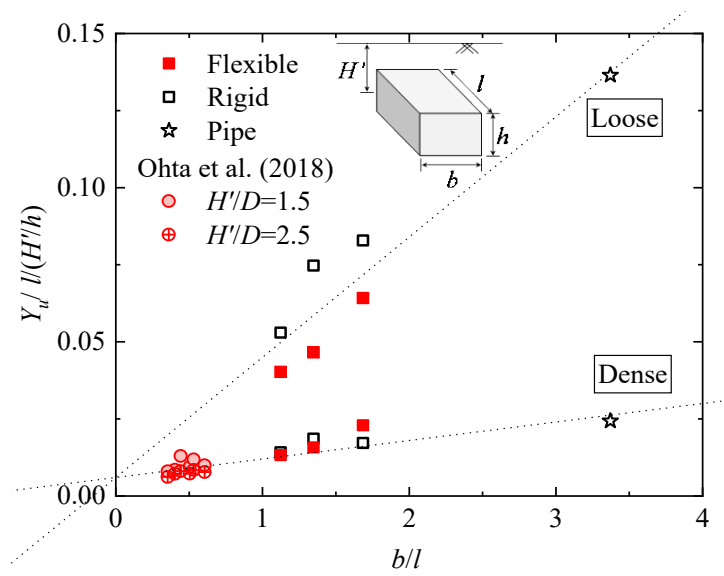 0.15
0.10
0.05
0.00
0
1
2
3
4
Y_u/ l/(H'/h)
b/l
Flexible
Rigid
Pipe
Ohta et al. (2018)
H'/D=1.5
H'/D=2.5
H'
l
h
b
Loose
Dense